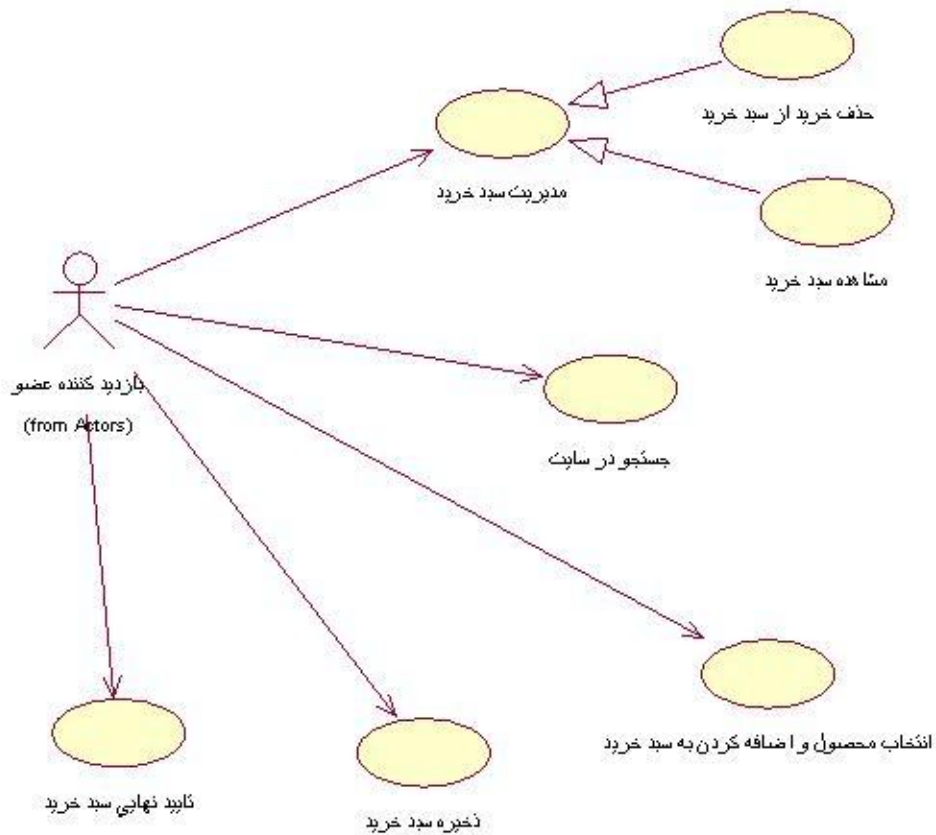 حذف خرید از سبد خرید
مدیریت سبد خرید
مشاهده سبد خرید
بازدید کننده عضو
(from Actors)
جستجو در سایت
انتخاب محصول و اضافه کردن به سبد خرید
تایید نهایی سبد خرید
ذخیره سبد خرید